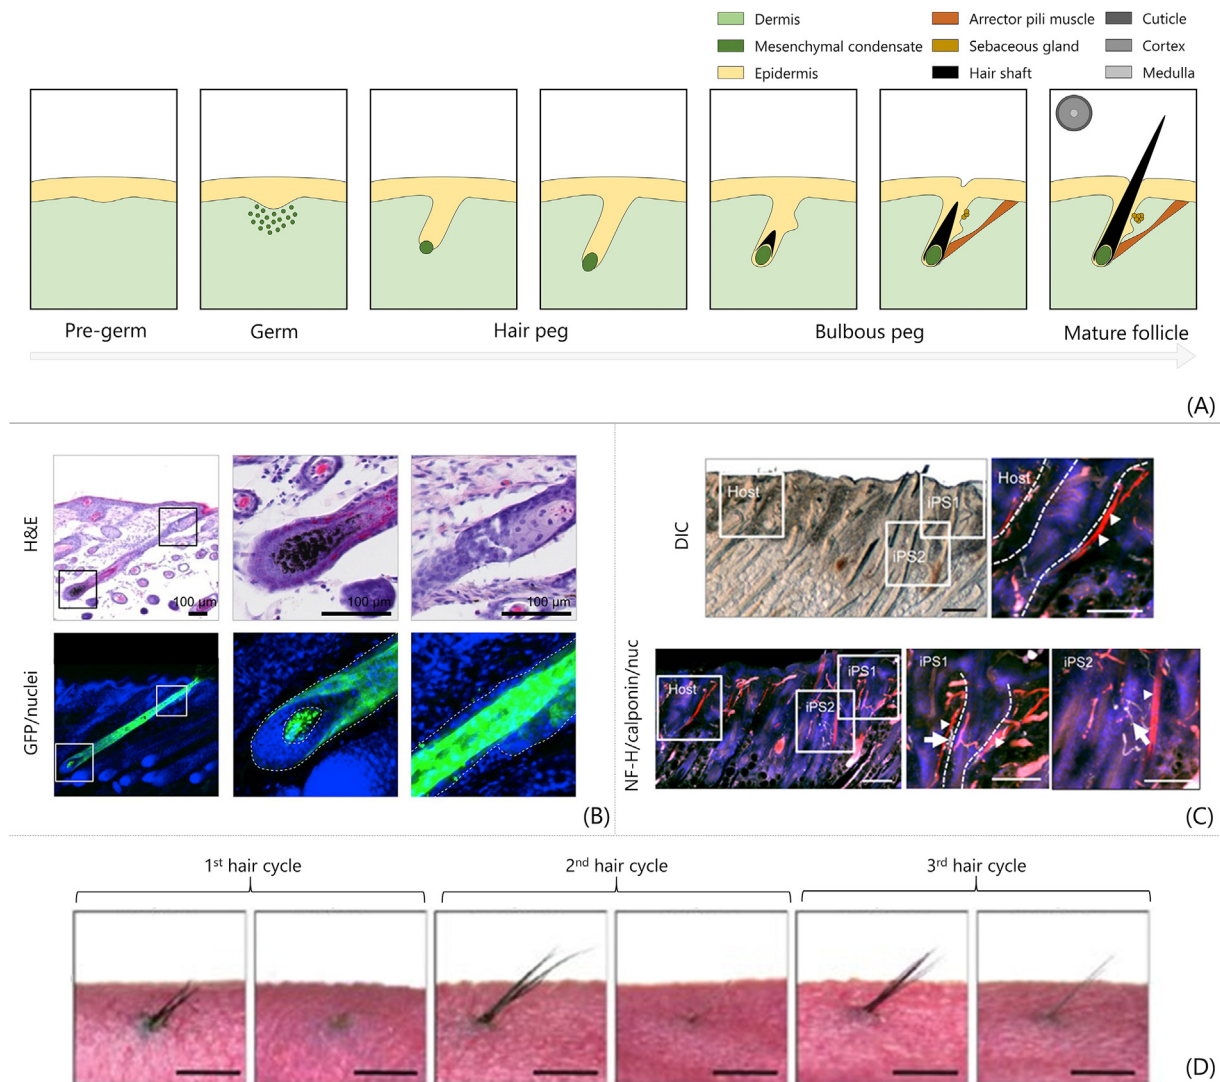 Dermis
Mesenchymal condensate
Epidermis
Arrector pili muscle
Sebaceous gland
Hair shaft
Cuticle
Cortex
Medulla
Pre-germ
Germ
Hair peg
Bulbous peg
Mature follicle
(A)
H&E
100 µm
100 µm
100 µm
GFP/nuclei
(B)
DIC
Host
iPS1
iPS2
Host
NF-H/calponin/nuc
Host
iPS1
iPS2
iPS1
iPS2
(C)
1st hair cycle
2nd hair cycle
3rd hair cycle
(D)